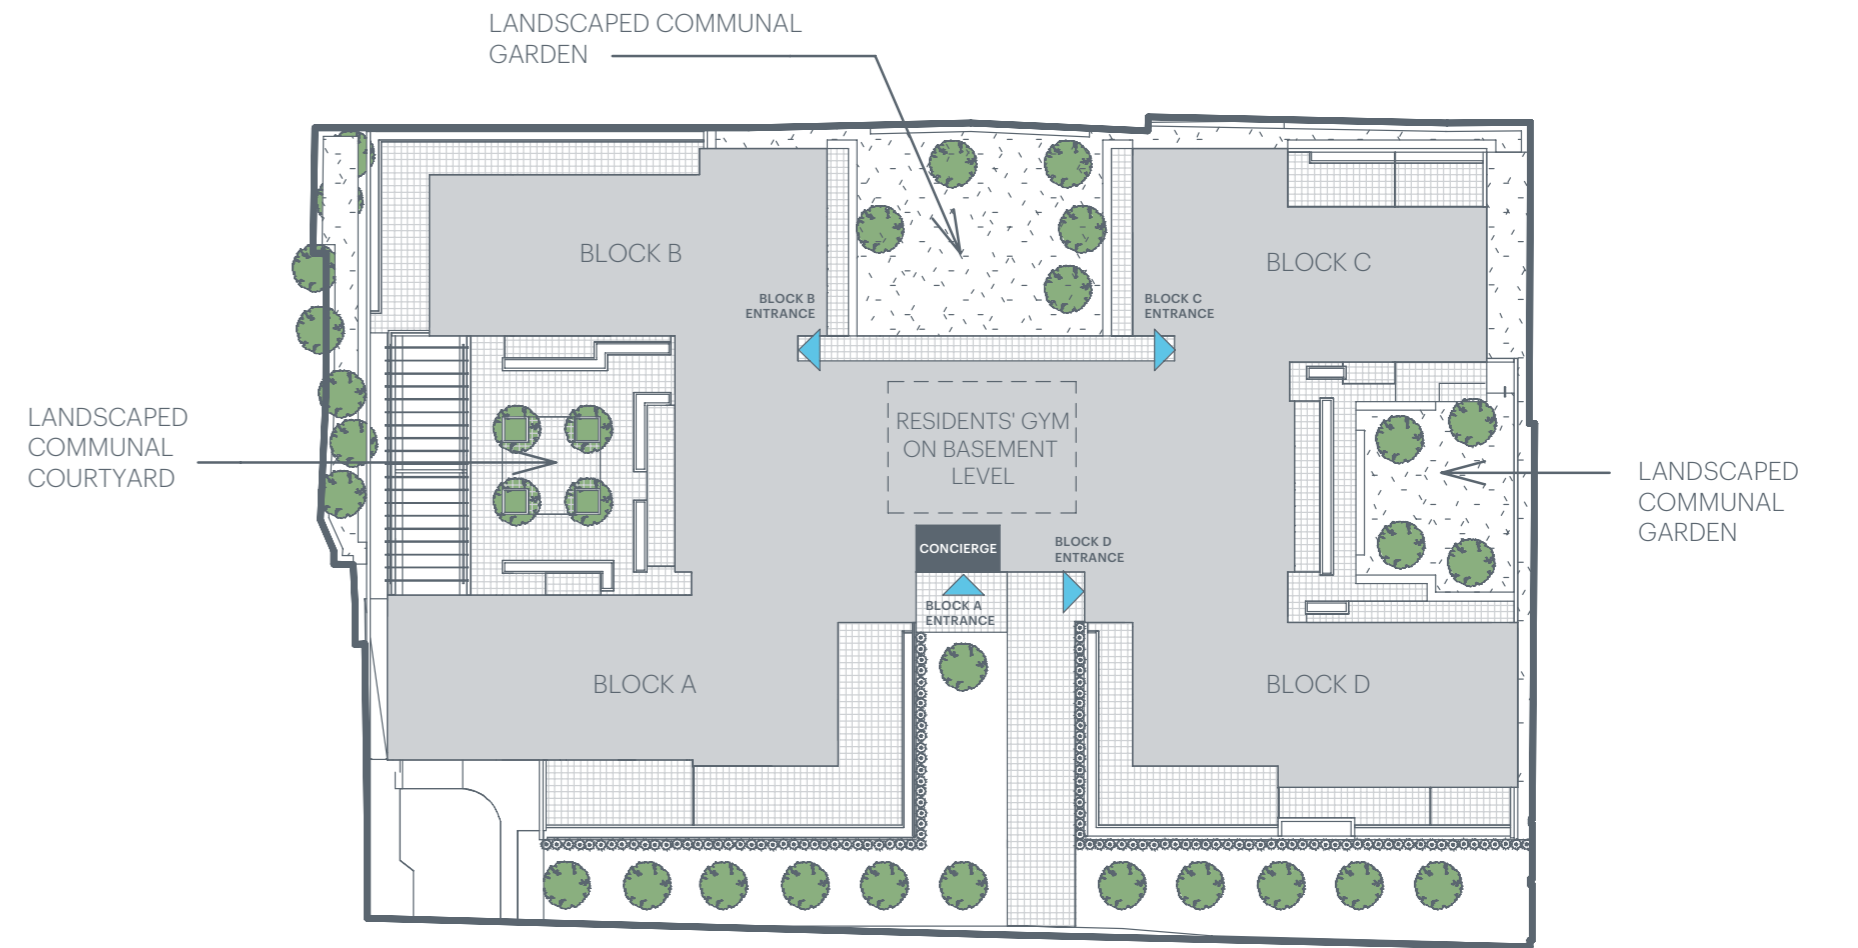 LANDSCAPED COMMUNAL
GARDEN
BLOCK B
BLOCK C
BLOCK B
ENTRANCE
BLOCK C
ENTRANCE
LANDSCAPED
COMMUNAL
COURTYARD
RESIDENTS' GYM
ON BASEMENT
LEVEL
LANDSCAPED
COMMUNAL
GARDEN
CONCIERGE
BLOCK D
ENTRANCE
BLOCK A
ENTRANCE
BLOCK A
BLOCK D